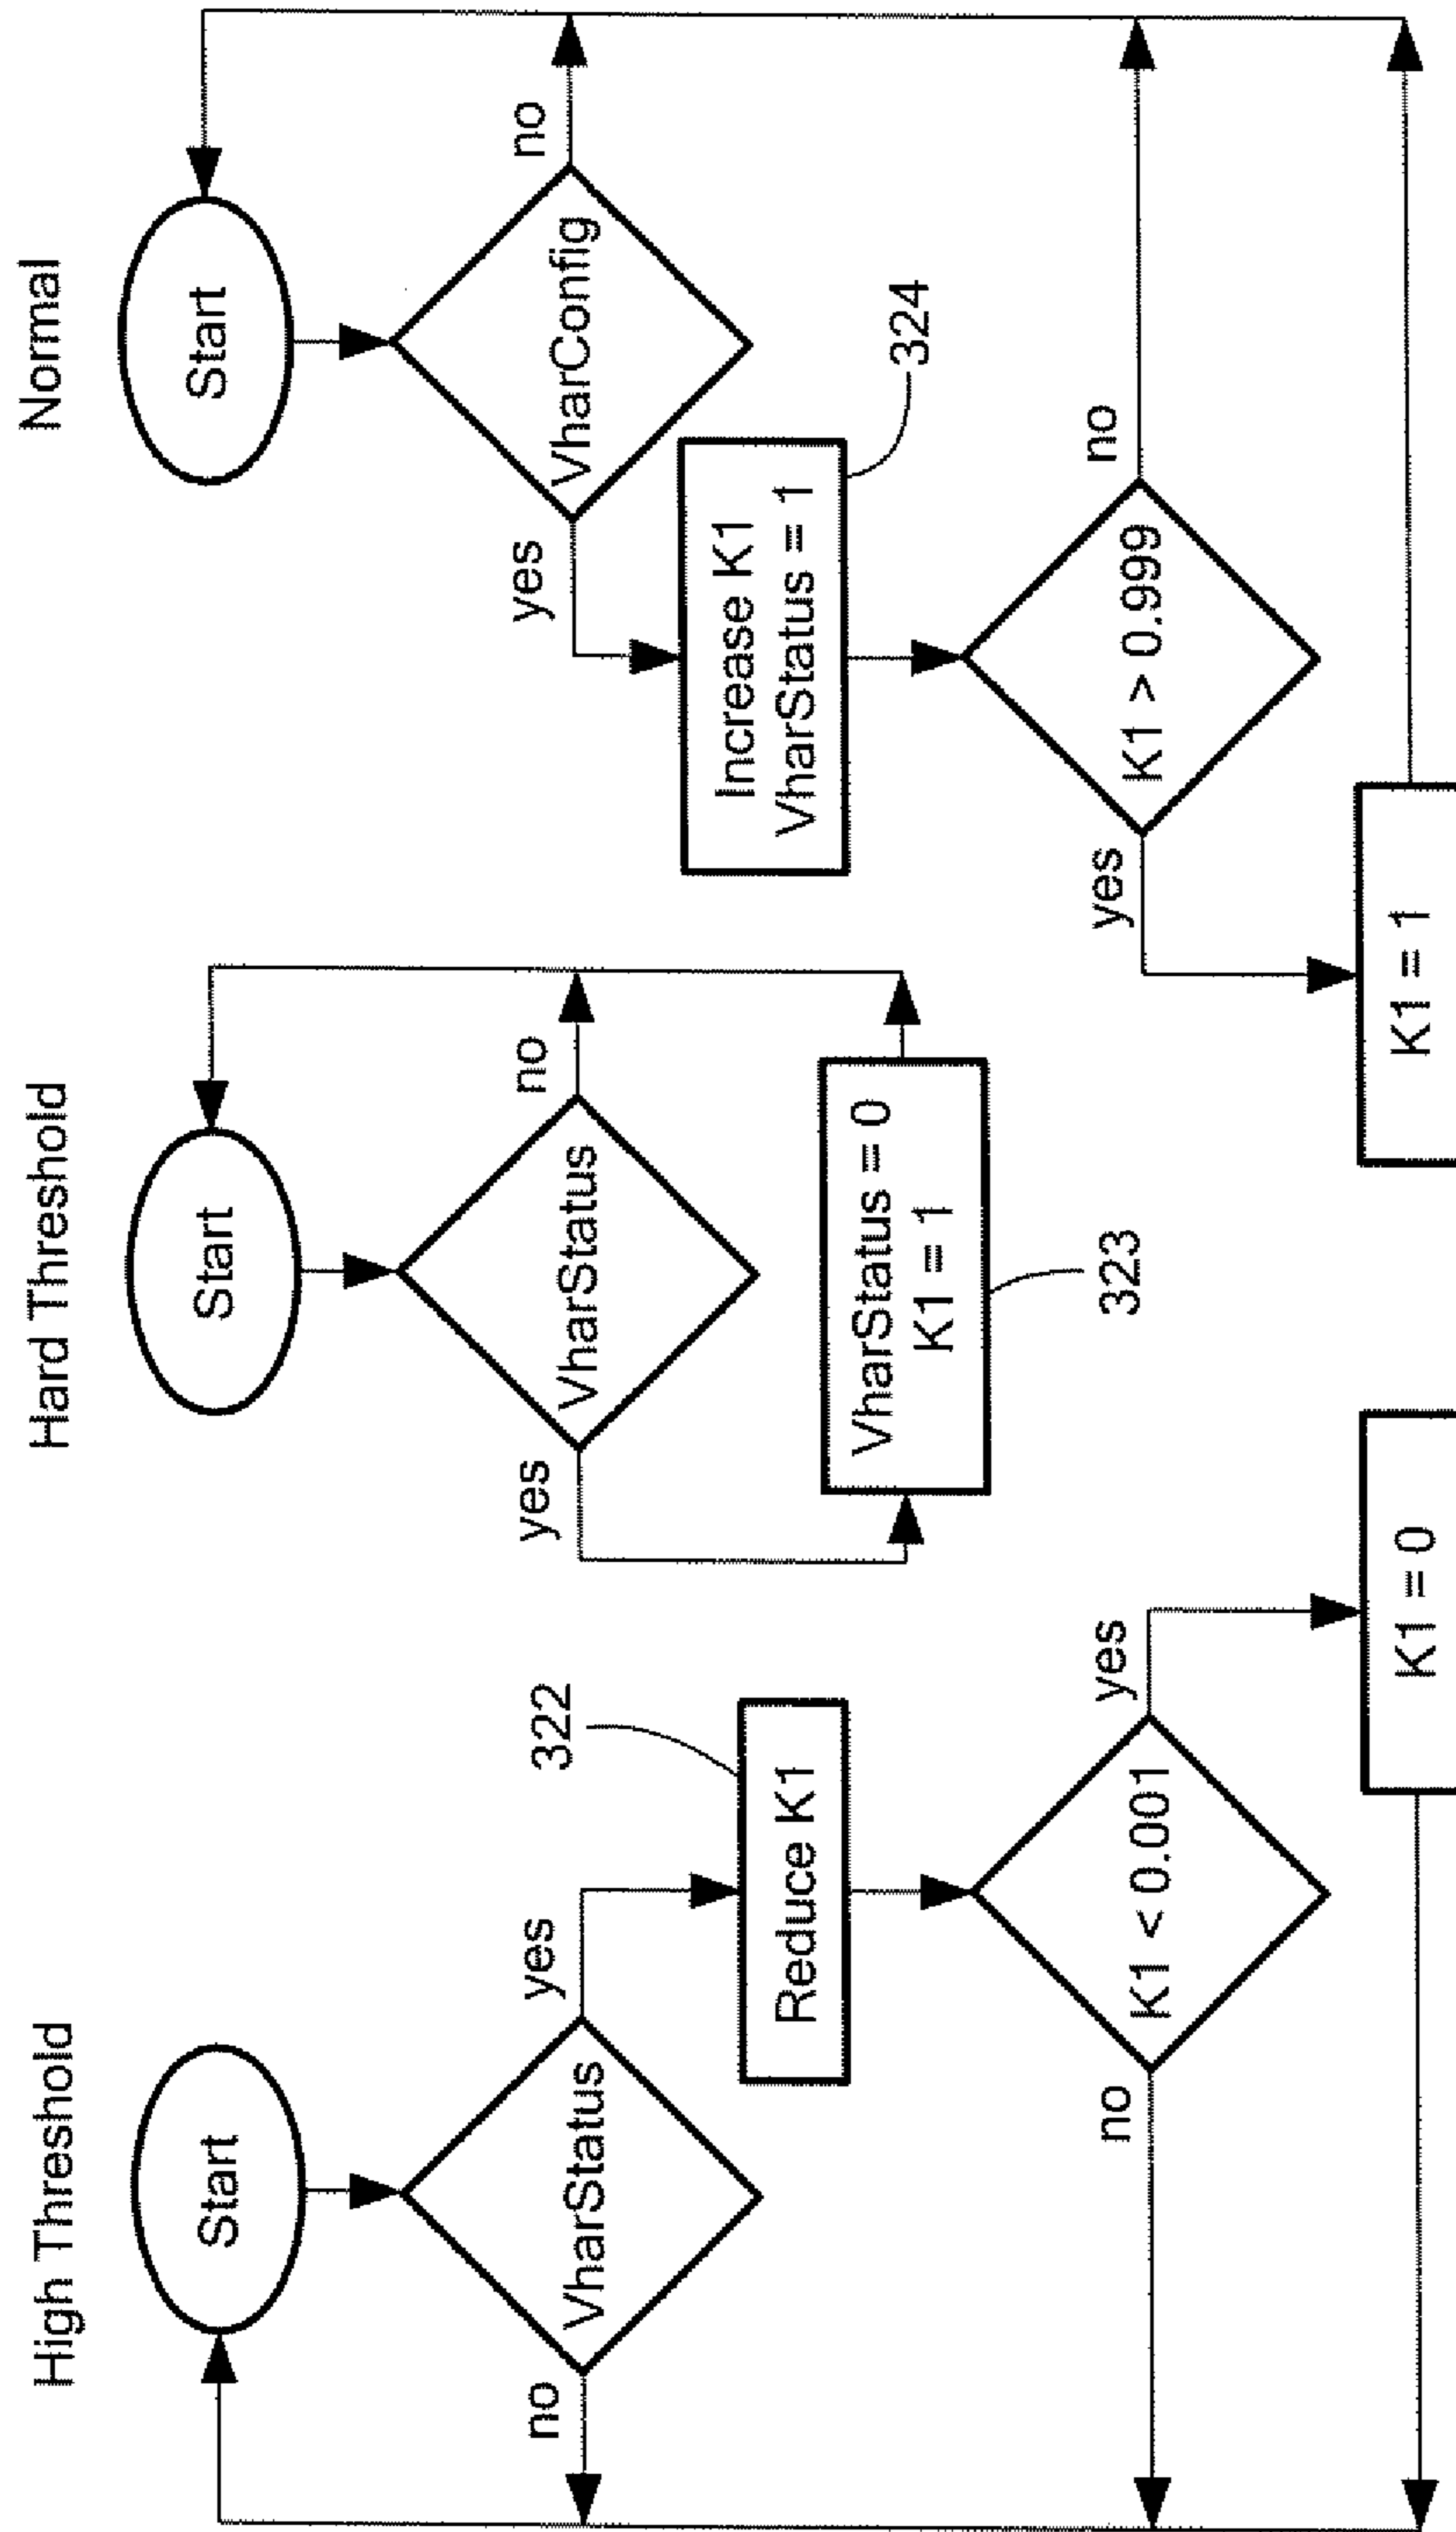 High Threshold
Start
VharStatus
no
yes
322
Reduce K1
K1 < 0.001
no
yes
K1 = 0
Hard Threshold
Start
VharStatus
yes
no
VharStatus = 0
K1 = 1
323
Normal
Start
VharConfig
yes
no
Increase K1
VharStatus = 1
324
K1 > 0.999
yes
no
K1 = 1